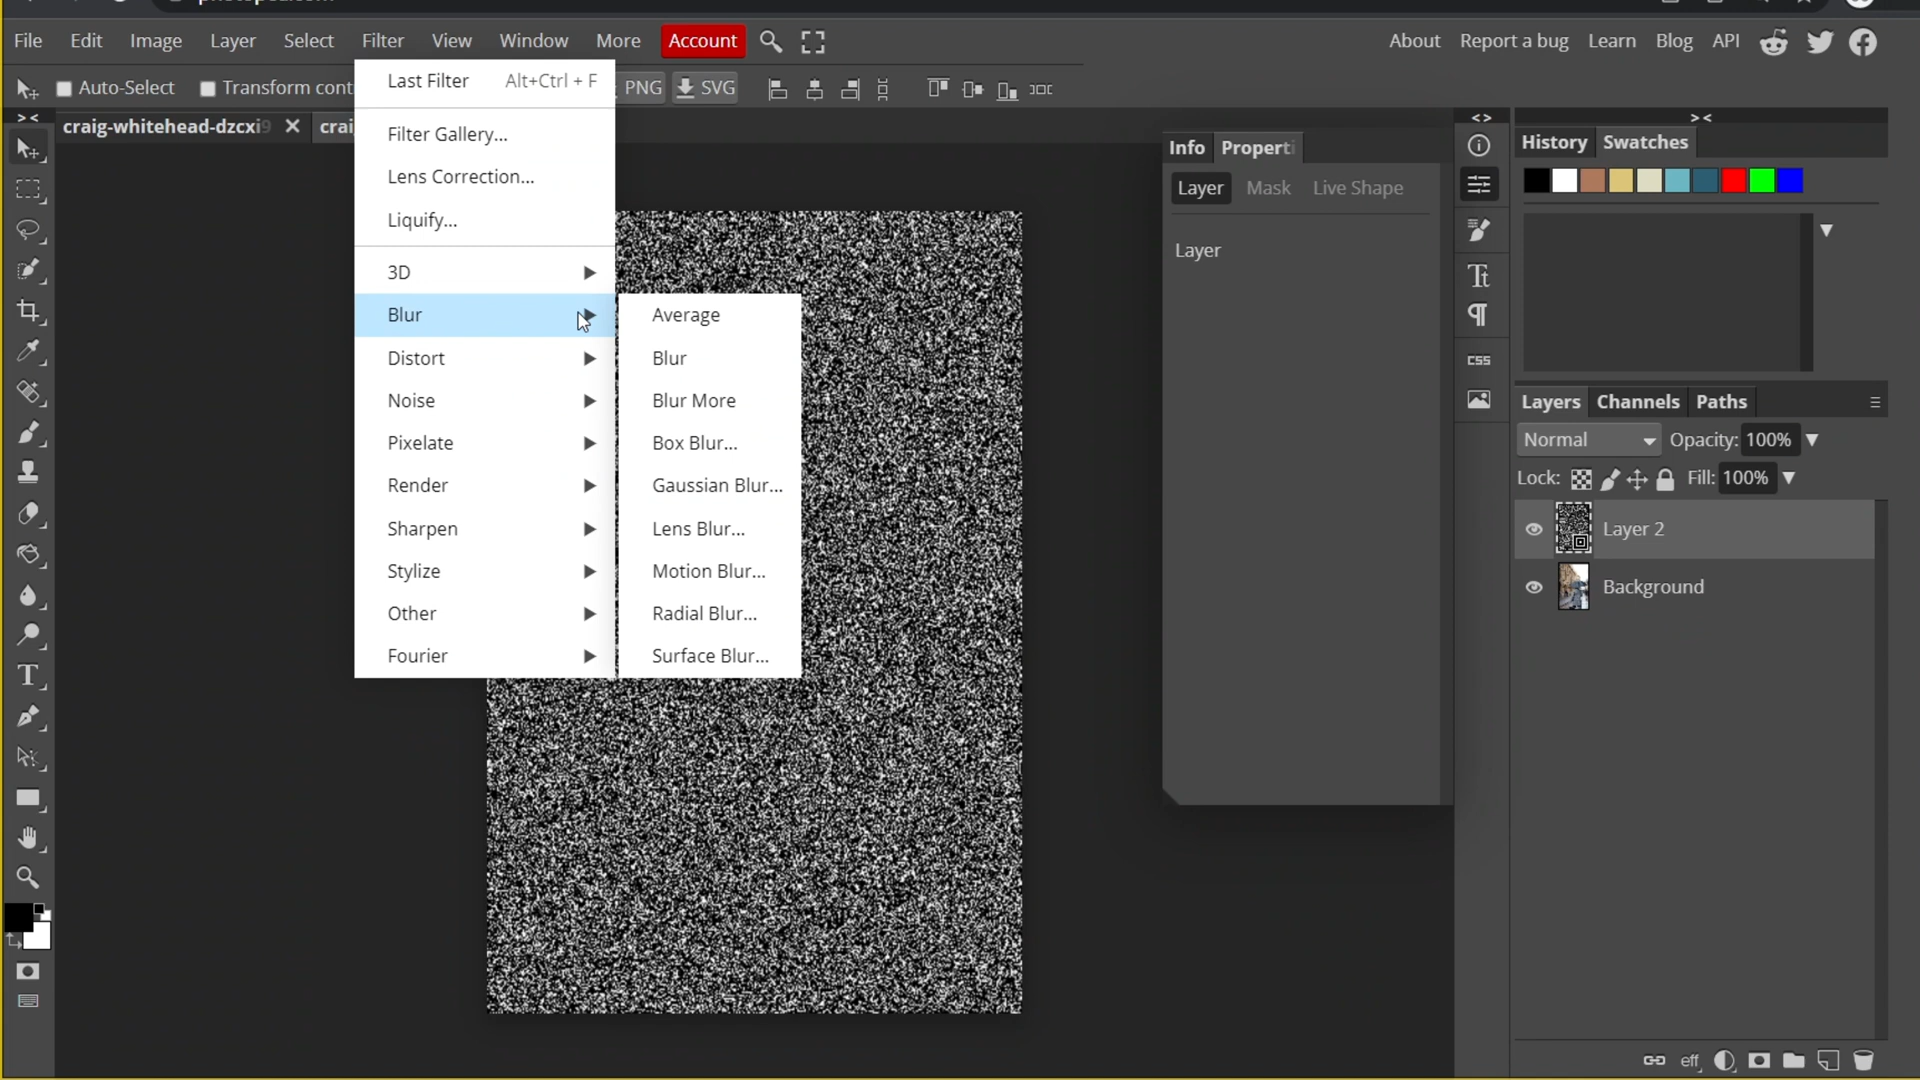 File Edit Image Layer Select Filter View Window More Account About Report a bug Learn Blog API
Auto-Select Transform cont PNG SVG
craig-whitehead-dzcxi9 crai
Last Filter Alt+Ctrl + F
Filter Gallery...
Lens Correction...
Liquify...
3D
Blur
Distort
Noise
Pixelate
Render
Sharpen
Stylize
Other
Fourier
Average
Blur
Blur More
Box Blur...
Gaussian Blur...
Lens Blur...
Motion Blur...
Radial Blur...
Surface Blur...
Info Properti
Layer Mask Live Shape
Layer
CSS
History Swatches
Layers Channels Paths
Normal Opacity: 100%
Lock: Fill: 100%
Layer 2
Background
eff